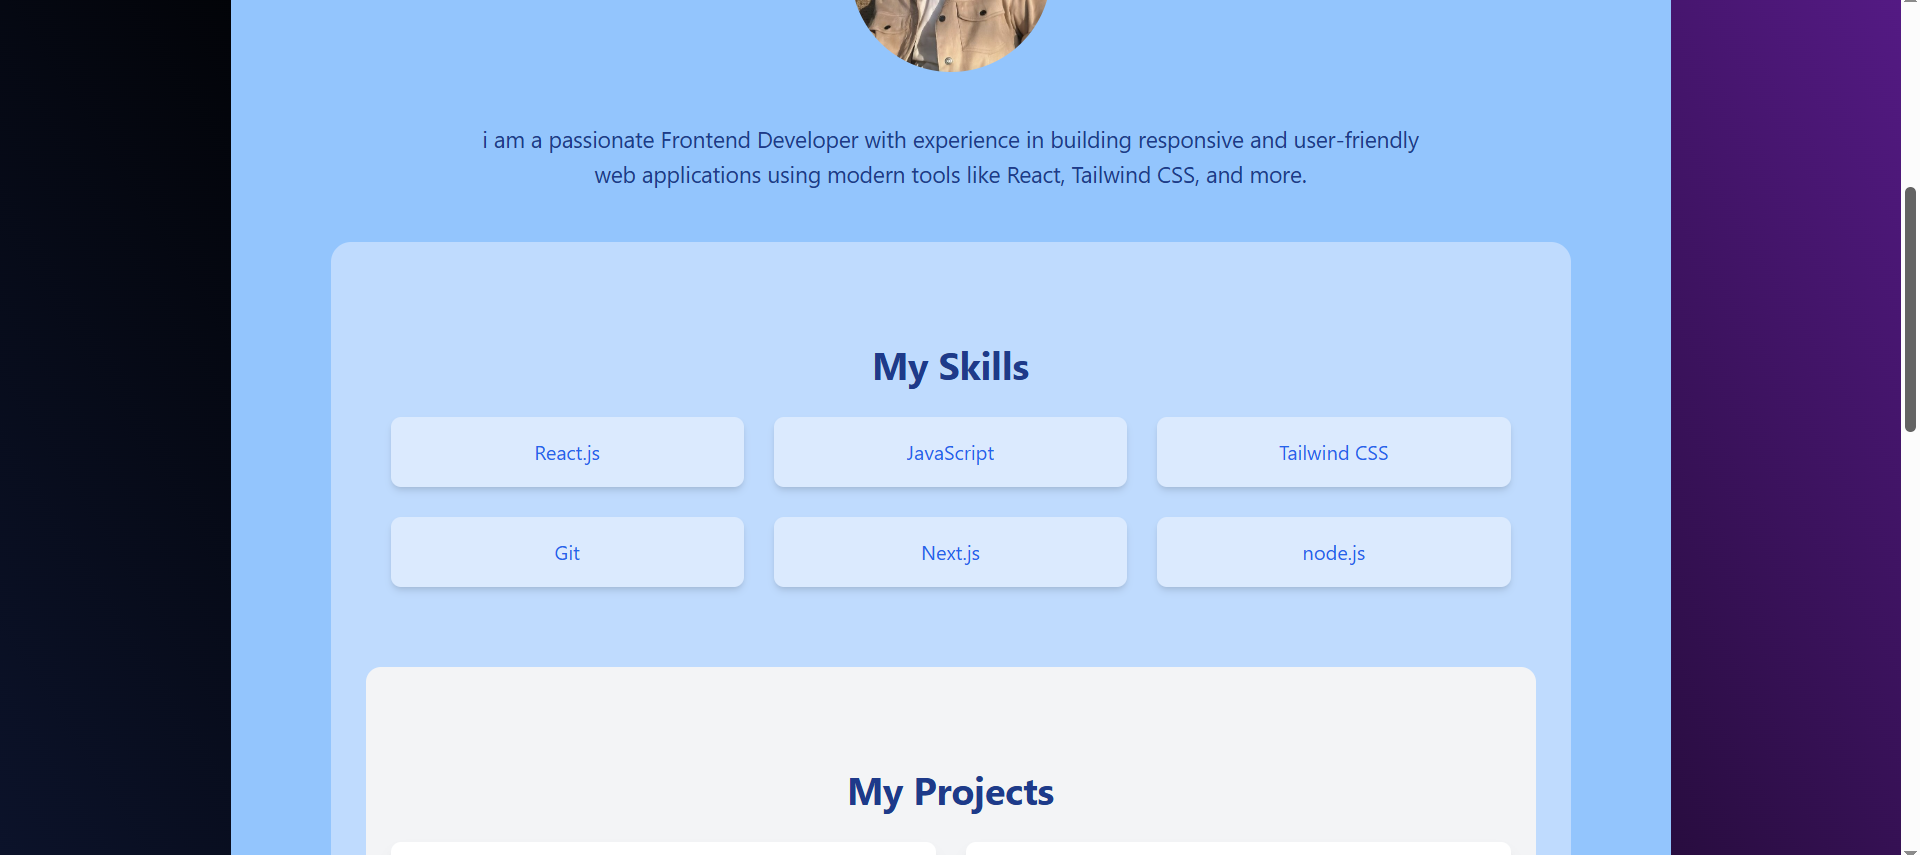 i am a passionate Frontend Developer with experience in building responsive and user-friendly
web applications using modern tools like React, Tailwind CSS, and more.
My Skills
React.js
JavaScript
Tailwind CSS
Git
Next.js
node.js
My Projects